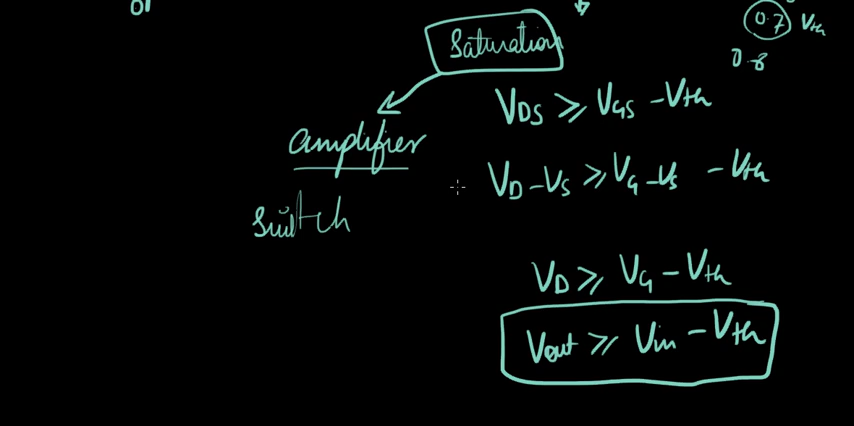 01
Saturation
0.7 Vth
0.8
VDS ≥ VGS - Vth
amplifier
VD - VS ≥ VG - VS - Vth
switch
VD ≥ VG - Vth
Vout ≥ Vin - Vth